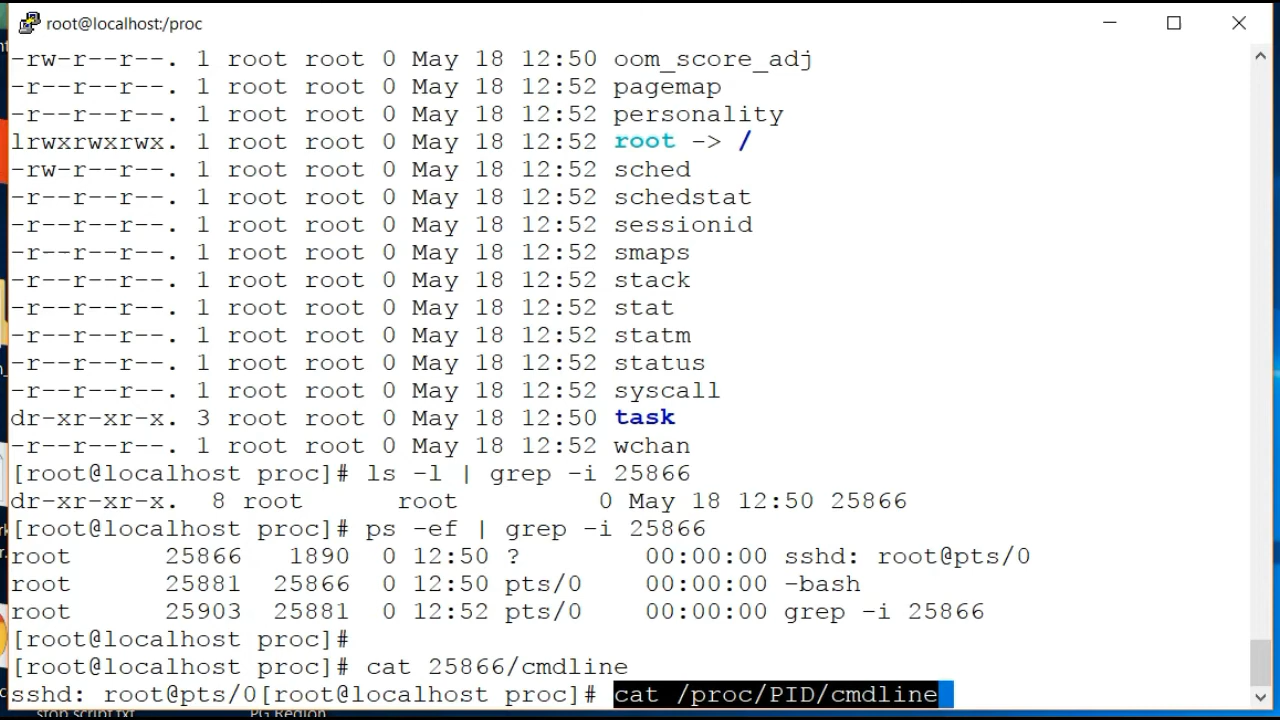 root@localhost:/proc
-rw-r--r--. 1 root root 0 May 18 12:50 oom_score_adj
-r--r--r--. 1 root root 0 May 18 12:52 pagemap
-r--r--r--. 1 root root 0 May 18 12:52 personality
lrwxrwxrwx. 1 root root 0 May 18 12:52 root -> /
-rw-r--r--. 1 root root 0 May 18 12:52 sched
-r--r--r--. 1 root root 0 May 18 12:52 schedstat
-r--r--r--. 1 root root 0 May 18 12:52 sessionid
-r--r--r--. 1 root root 0 May 18 12:52 smaps
-r--r--r--. 1 root root 0 May 18 12:52 stack
-r--r--r--. 1 root root 0 May 18 12:52 stat
-r--r--r--. 1 root root 0 May 18 12:52 statm
-r--r--r--. 1 root root 0 May 18 12:52 status
-r--r--r--. 1 root root 0 May 18 12:52 syscall
dr-xr-xr-x. 3 root root 0 May 18 12:50 task
-r--r--r--. 1 root root 0 May 18 12:52 wchan
[root@localhost proc]# ls -l | grep -i 25866
dr-xr-xr-x.  8 root      root          0 May 18 12:50 25866
[root@localhost proc]# ps -ef | grep -i 25866
root      25866   1890  0 12:50 ?        00:00:00 sshd: root@pts/0
root      25881  25866  0 12:50 pts/0    00:00:00 -bash
root      25903  25881  0 12:52 pts/0    00:00:00 grep -i 25866
[root@localhost proc]#
[root@localhost proc]# cat 25866/cmdline
sshd: root@pts/0[root@localhost proc]# cat /proc/PID/cmdline
stop script.txt
PG Region